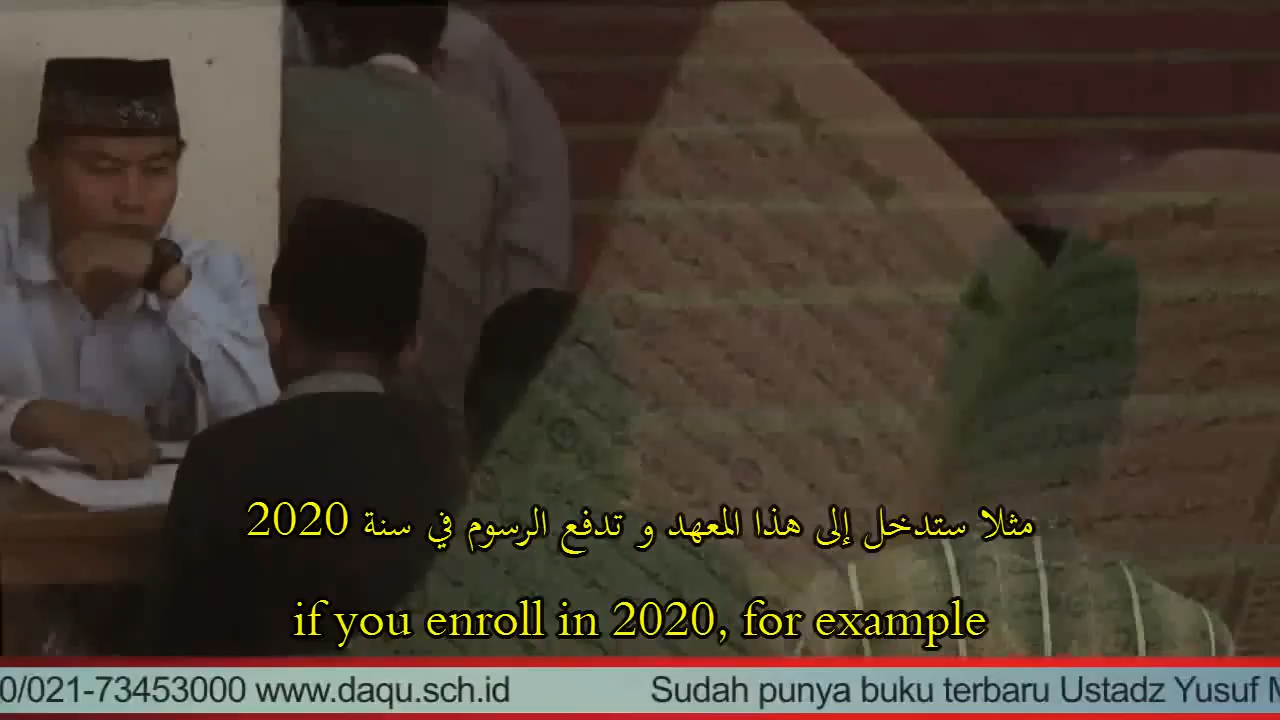 مثلا ستدخل إلى هذا المعهد و تدفع الرسوم في سنة 2020
if you enroll in 2020, for example
0/021-73453000 www.daqu.sch.id Sudah punya buku terbaru Ustadz Yusuf M